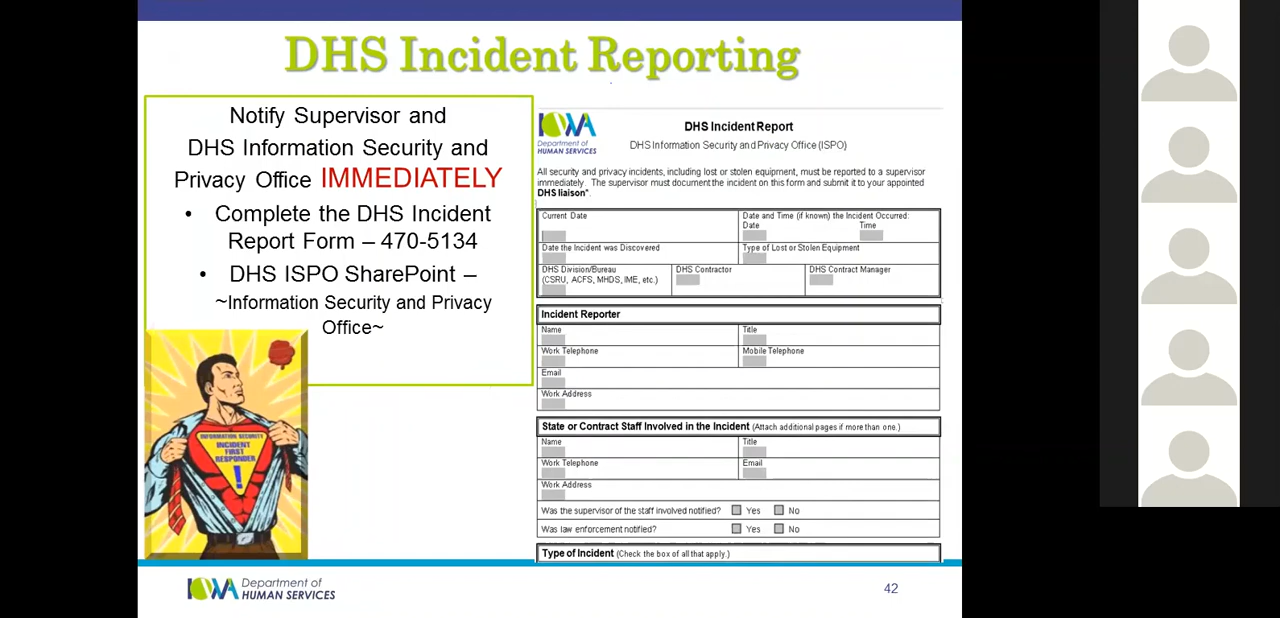 DHS Incident Reporting
Notify Supervisor and
DHS Information Security and
Privacy Office IMMEDIATELY
• Complete the DHS Incident
Report Form – 470-5134
• DHS ISPO SharePoint –
~Information Security and Privacy
Office~
INFORMATION SECURITY
INCIDENT
FIRST
RESPONDER
!
IOWA
Department of
HUMAN SERVICES
DHS Incident Report
DHS Information Security and Privacy Office (ISPO)
All security and privacy incidents, including lost or stolen equipment, must be reported to a supervisor
immediately. The supervisor must document the incident on this form and submit it to your appointed
DHS liaison*.
Current Date
Date and Time (if known) the Incident Occurred:
Date Time
Date the Incident was Discovered
Type of Lost or Stolen Equipment
DHS Division/Bureau
(CSRU, ACFS, MHDS, IME, etc.)
DHS Contractor
DHS Contract Manager
Incident Reporter
Name
Title
Work Telephone
Mobile Telephone
Email
Work Address
State or Contract Staff Involved in the Incident (Attach additional pages if more than one.)
Name
Title
Work Telephone
Email
Work Address
Was the supervisor of the staff involved notified? Yes No
Was law enforcement notified? Yes No
Type of Incident (Check the box of all that apply.)
IOWA
Department of
HUMAN SERVICES
42